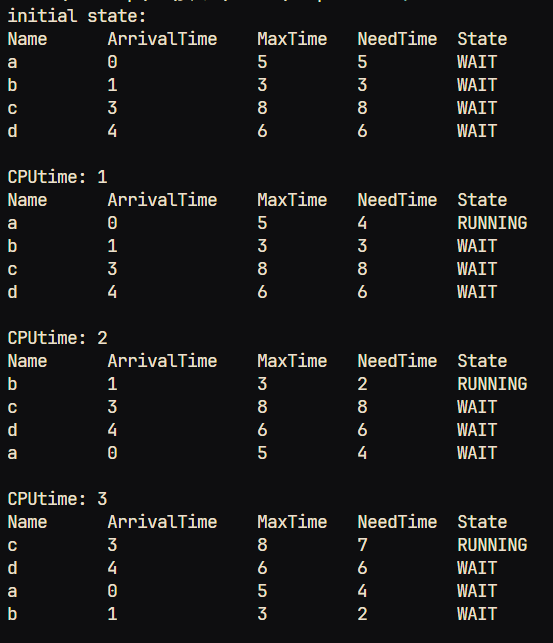 initial state:
Name ArrivalTime MaxTime NeedTime State
a 0 5 5 WAIT
b 1 3 3 WAIT
c 3 8 8 WAIT
d 4 6 6 WAIT
CPUtime: 1
Name ArrivalTime MaxTime NeedTime State
a 0 5 4 RUNNING
b 1 3 3 WAIT
c 3 8 8 WAIT
d 4 6 6 WAIT
CPUtime: 2
Name ArrivalTime MaxTime NeedTime State
b 1 3 2 RUNNING
c 3 8 8 WAIT
d 4 6 6 WAIT
a 0 5 4 WAIT
CPUtime: 3
Name ArrivalTime MaxTime NeedTime State
c 3 8 7 RUNNING
d 4 6 6 WAIT
a 0 5 4 WAIT
b 1 3 2 WAIT